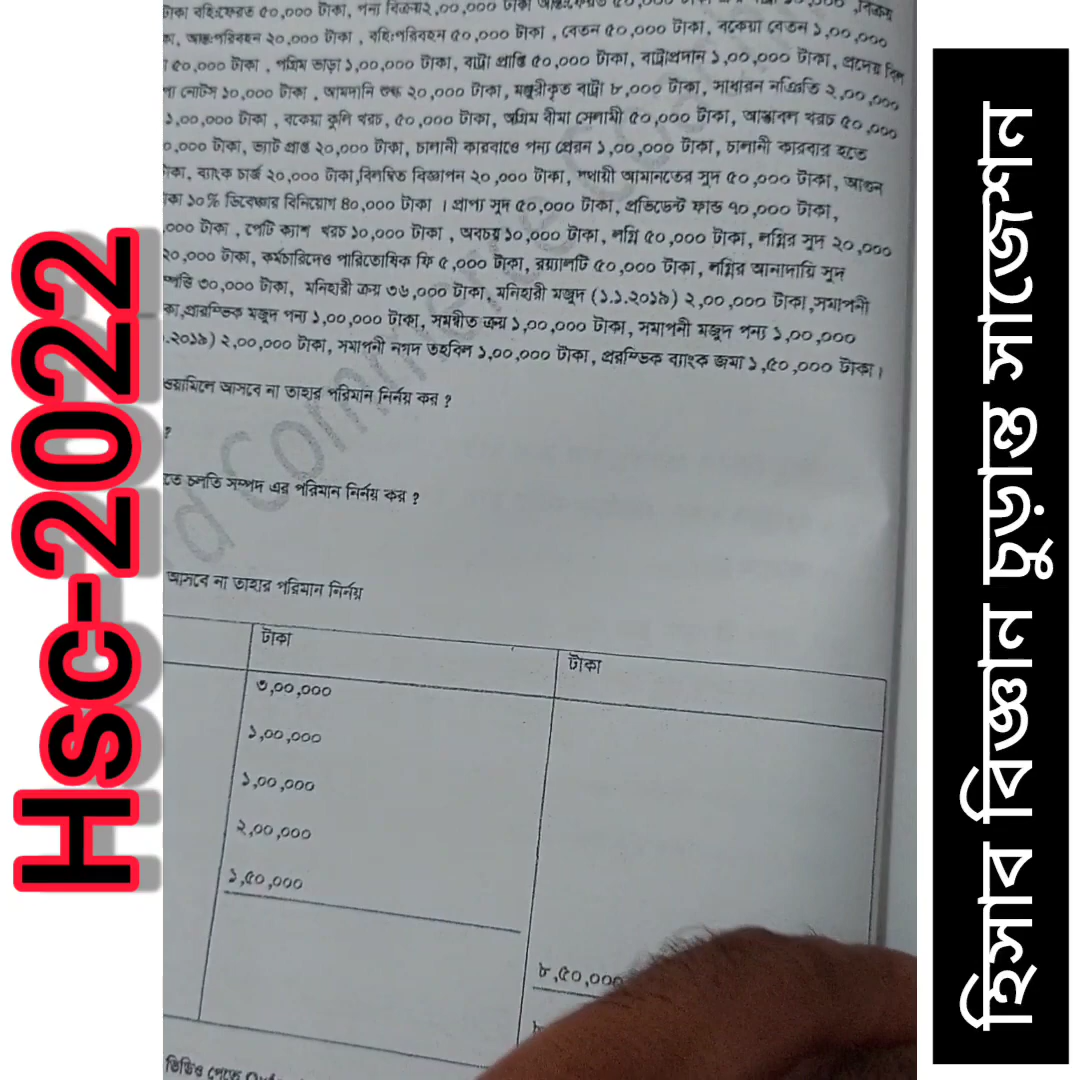 Hsc-2022
হিসাব বিজ্ঞান চুড়ান্ত সাজেশান
টাকা বহিঃফেরত ৫০,০০০ টাকা, পন্য বিক্রয়২,০০,০০০ টাকা
আন্তঃপরিবহন ২০,০০০ টাকা , বহিঃপরিবহন ৫০,০০০ টাকা , বেতন ৫০,০০০ টাকা, বকেয়া বেতন ১,০০,০০০
৫০,০০০ টাকা , অগ্রিম ভাড়া ১,০০,০০০ টাকা, বাট্টা প্রাপ্তি ৫০,০০০ টাকা, বাট্টাপ্রদান ১,০০,০০০ টাকা, প্রদেয় বিল
নোটস ১০,০০০ টাকা , আমদানি শুল্ক ২০,০০০ টাকা, মঞ্জুরীকৃত বাট্টা ৮,০০০ টাকা, সাধারন সঞ্চিতি ২,০০,০০০
১,০০,০০০ টাকা , বকেয়া কুলি খরচ, ৫০,০০০ টাকা, অগ্রিম বীমা সেলামী ৫০,০০০ টাকা, আস্তাবল খরচ ৫০,০০০
০,০০০ টাকা, ভ্যাট প্রাপ্ত ২০,০০০ টাকা, চালানী কারবারে পন্য প্রেরন ১,০০,০০০ টাকা, চালানী কারবার হতে
টাকা, ব্যাংক চার্জ ২০,০০০ টাকা,বিলম্বিত বিজ্ঞাপন ২০,০০০ টাকা, আমানতের সুদ ৫০,০০০ টাকা, আগুন
১০% ডিবেঞ্চার বিনিয়োগ ৪০,০০০ টাকা । প্রাপ্য সুদ ৫০,০০০ টাকা, প্রভিডেন্ট ফান্ড ৭০,০০০ টাকা,
,০০০ টাকা , পেটি ক্যাশ খরচ ১০,০০০ টাকা , অবচয় ১০,০০০ টাকা, লগ্নি ৫০,০০০ টাকা, লগ্নির সুদ ২০,০০০
২০,০০০ টাকা, কর্মচারিদের পারিতোষিক ফি ৫,০০০ টাকা, রয়্যালটি ৫০,০০০ টাকা, লগ্নির আনাদায়ি সুদ
৩০,০০০ টাকা, মনিহারী ক্রয় ৩৬,০০০ টাকা, মনিহারী মজুদ (১.১.২০১৯) ২,০০,০০০ টাকা,সমাপনী
প্রারম্ভিক মজুদ পন্য ১,০০,০০০ টাকা, সমন্বীত ক্রয় ১,০০,০০০ টাকা, সমাপনী মজুদ পন্য ১,০০,০০০
.২০১৯) ২,০০,০০০ টাকা, সমাপনী নগদ তহবিল ১,০০,০০০ টাকা, প্রারম্ভিক ব্যাংক জমা ১,৫০,০০০ টাকা।
আসবে না তাহার পরিমান নির্নয় কর ?
?
চলতি সম্পদ এর পরিমান নির্নয় কর ?
আসবে না তাহার পরিমান নির্নয়
টাকা
টাকা
৩,০০,০০০
১,০০,০০০
১,০০,০০০
২,০০,০০০
১,৫০,০০০
৮,৫০,০০০